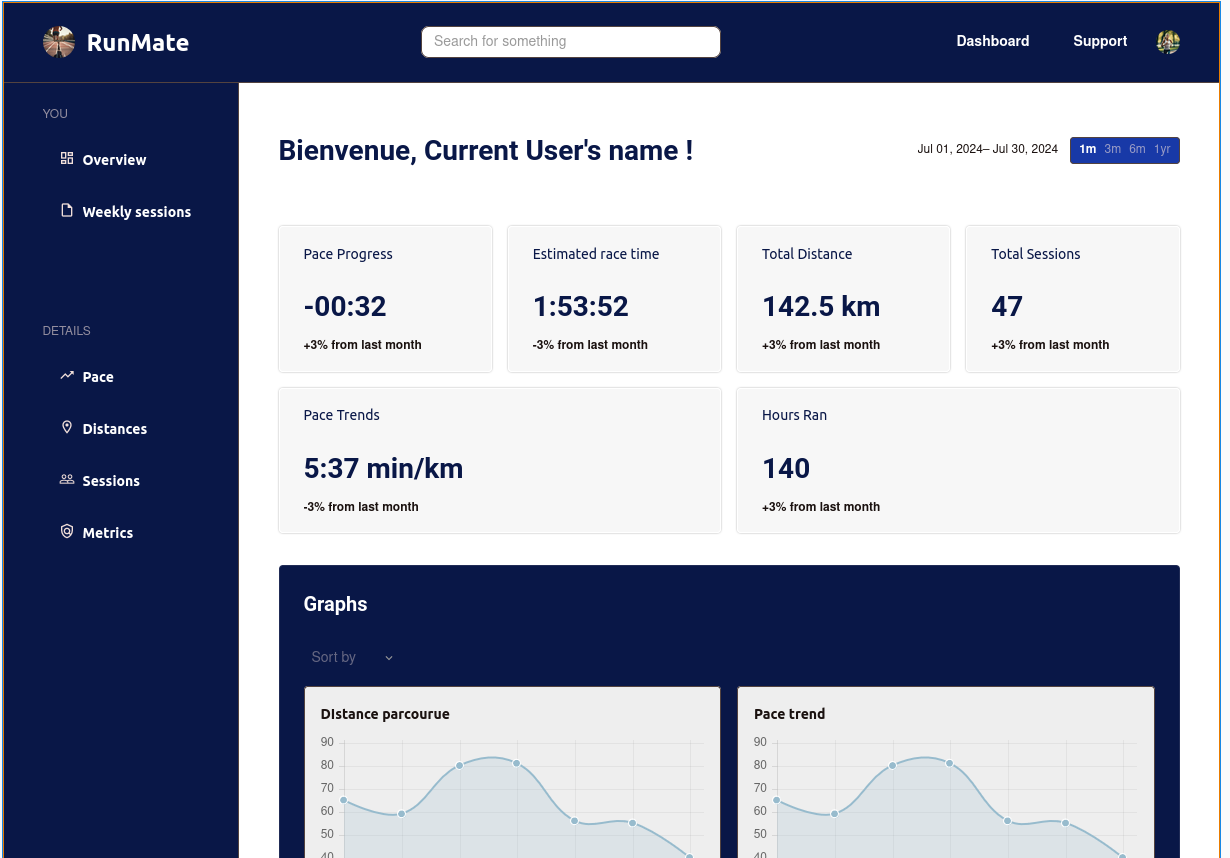 RunMate
Search for something
Dashboard
Support
YOU
Overview
Weekly sessions
DETAILS
Pace
Distances
Sessions
Metrics
Bienvenue, Current User's name !
Jul 01, 2024– Jul 30, 2024
1m 3m 6m 1yr
Pace Progress
-00:32
+3% from last month
Estimated race time
1:53:52
-3% from last month
Total Distance
142.5 km
+3% from last month
Total Sessions
47
+3% from last month
Pace Trends
5:37 min/km
-3% from last month
Hours Ran
140
+3% from last month
Graphs
Sort by
DIstance parcourue
90
80
70
60
50
40
Pace trend
90
80
70
60
50
40